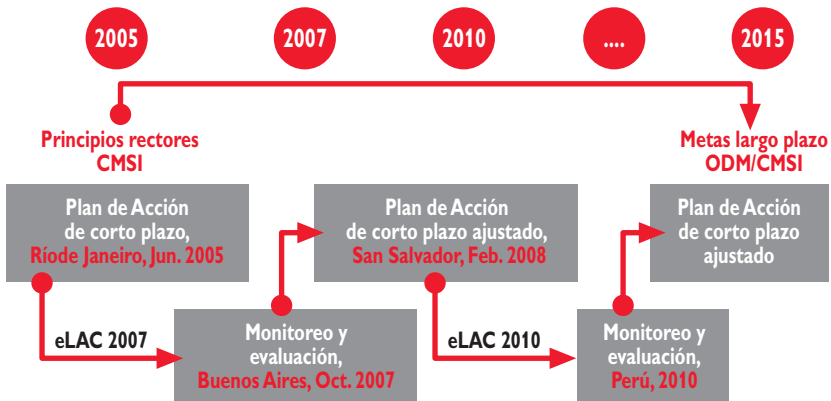 2005
2007
2010
....
2015
Principios rectores
CMSI
Metas largo plazo
ODM/CMSI
Plan de Acción
de corto plazo,
Ríode Janeiro, Jun. 2005
Plan de Acción
de corto plazo ajustado,
San Salvador, Feb. 2008
Plan de Acción
de corto plazo
ajustado
eLAC 2007
Monitoreo y
evaluación,
Buenos Aires, Oct. 2007
eLAC 2010
Monitoreo y
evaluación,
Perú, 2010